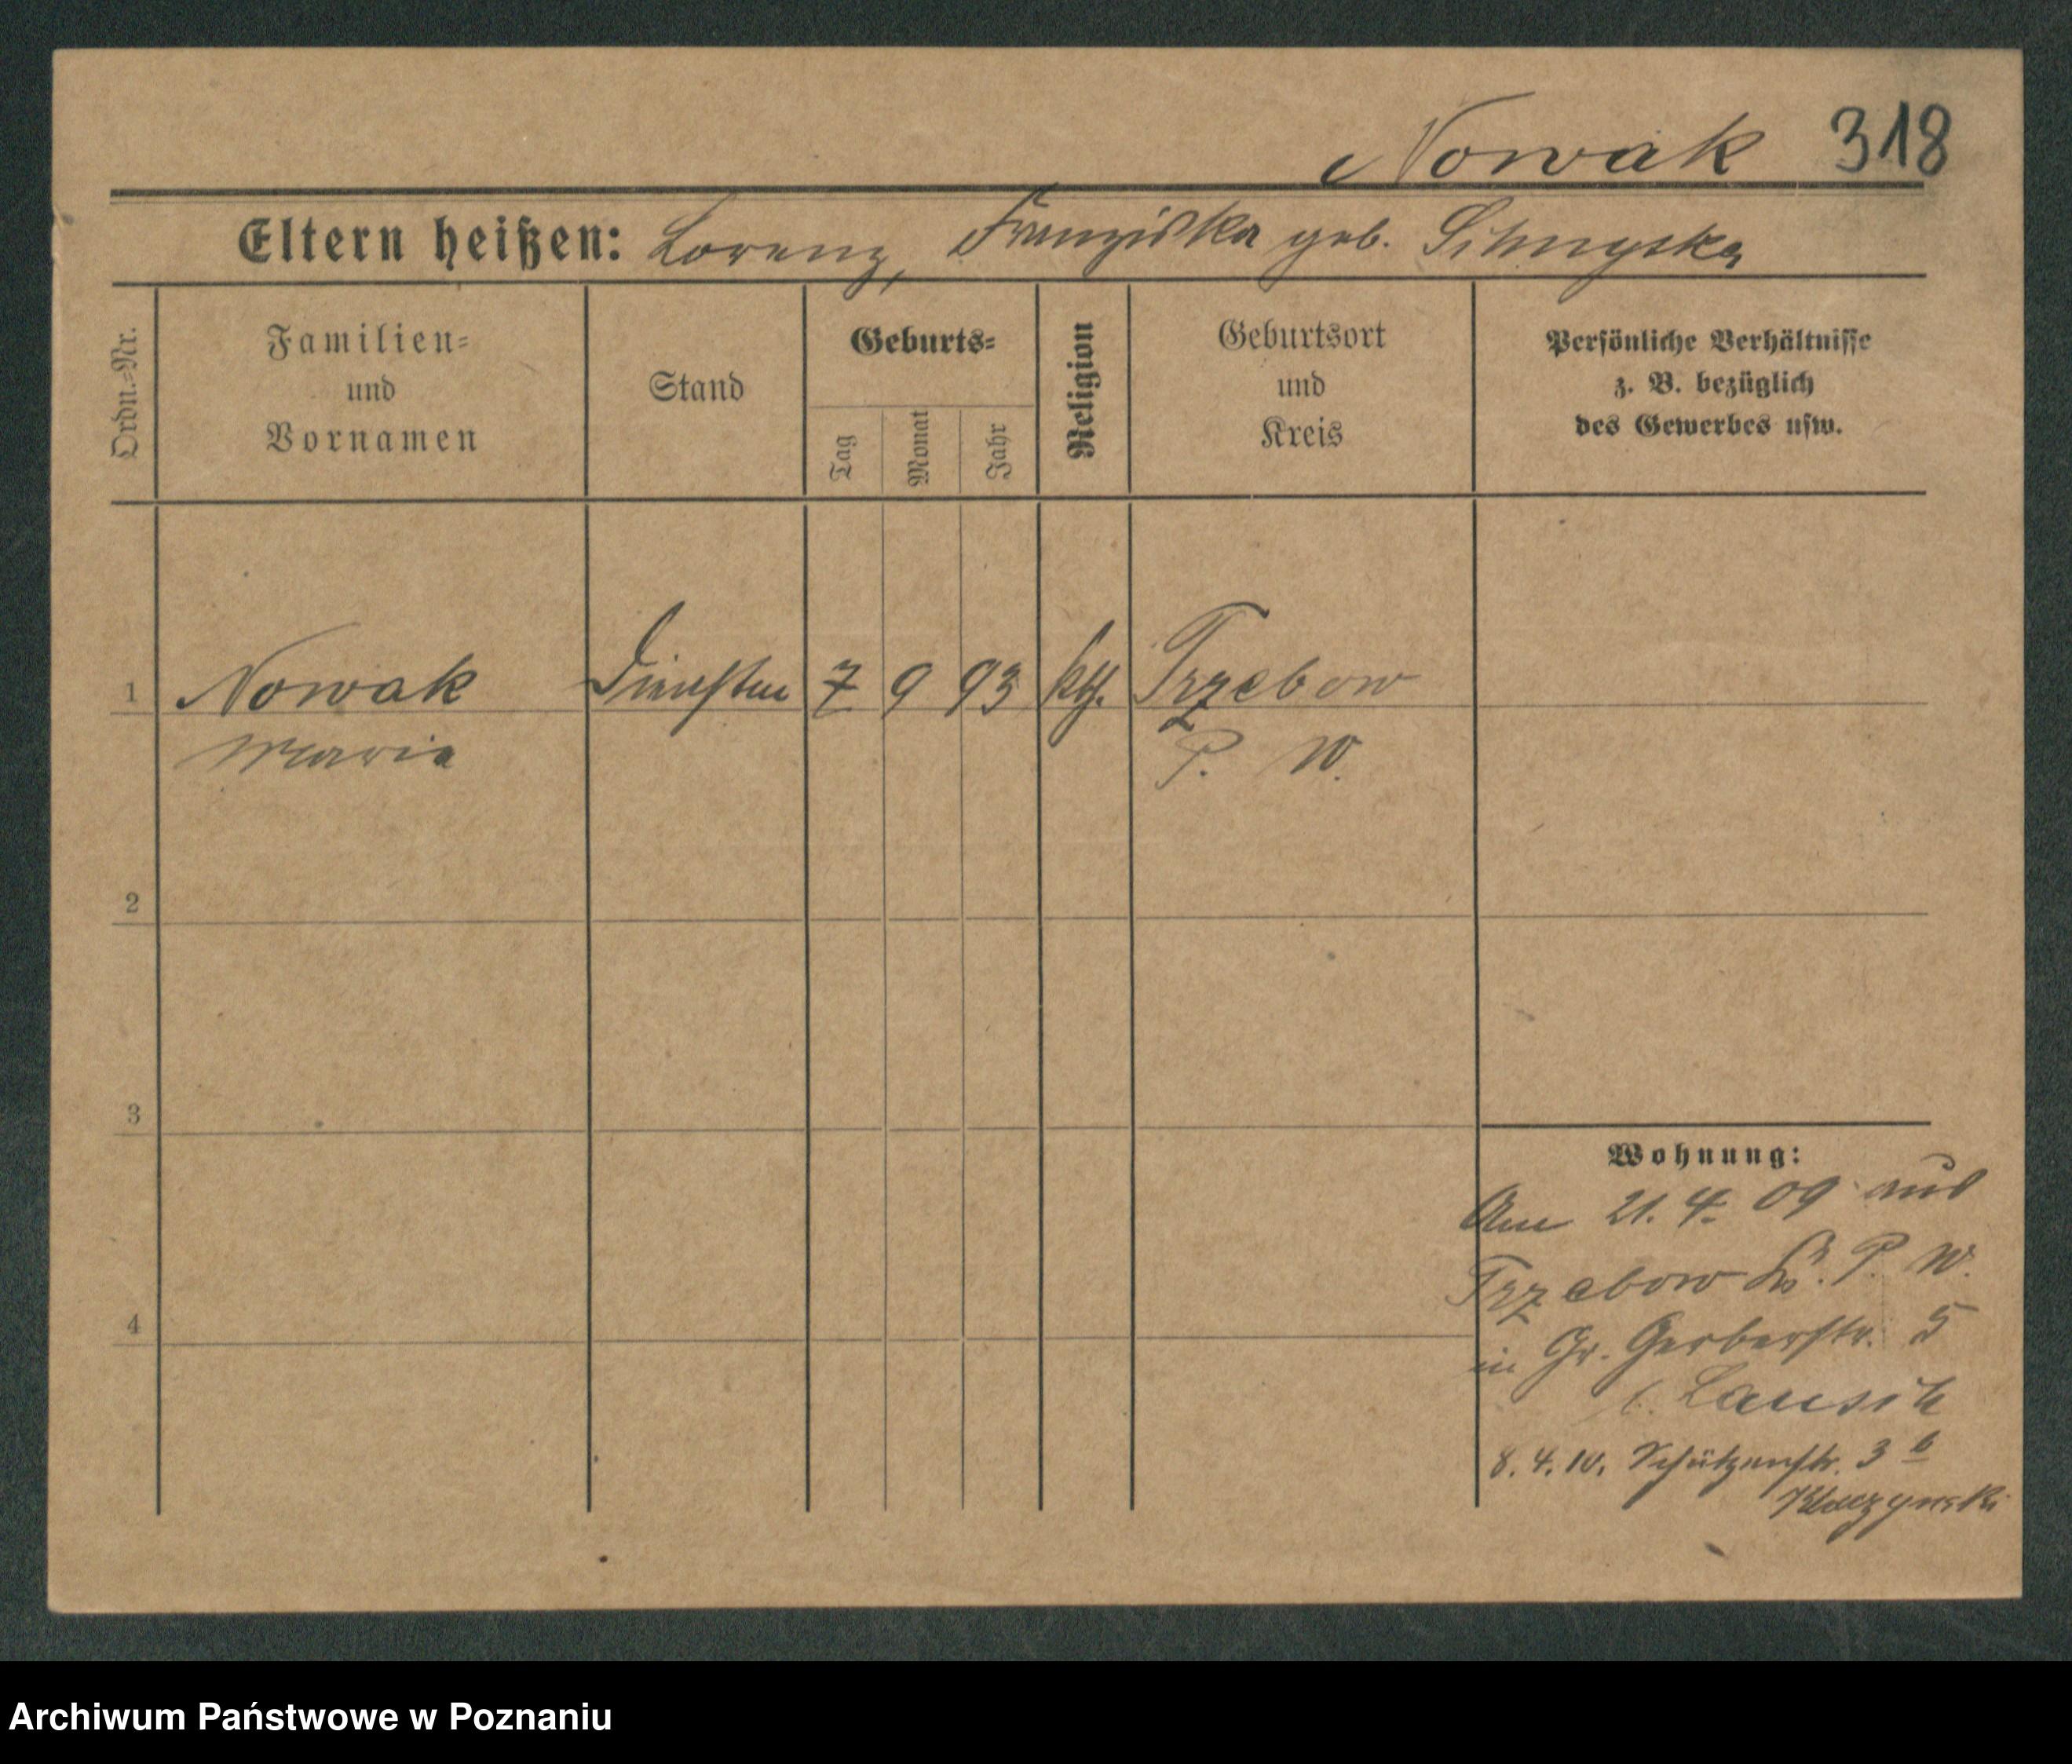 Nowak 318
Eltern heißen: Lorenz, Franziska geb.
Ordn.=Nr.
Familien=
und
Vornamen
Stand
Geburts=
Tag
Monat
Jahr
Religion
Geburtsort
und
Kreis
Persönliche Verhältnisse
z. B. bezüglich
des Gewerbes usw.
1 Nowak 7 9 93 kth. Trzebow
Maria P. W.
2
3
4
Wohnung:
Am 21. 4. 09 aus
Trzebow Kr. P. W.
in Gr. Gerberstr. 5
8. 4. 10. Schützenstr. 3 b
Archiwum Państwowe w Poznaniu